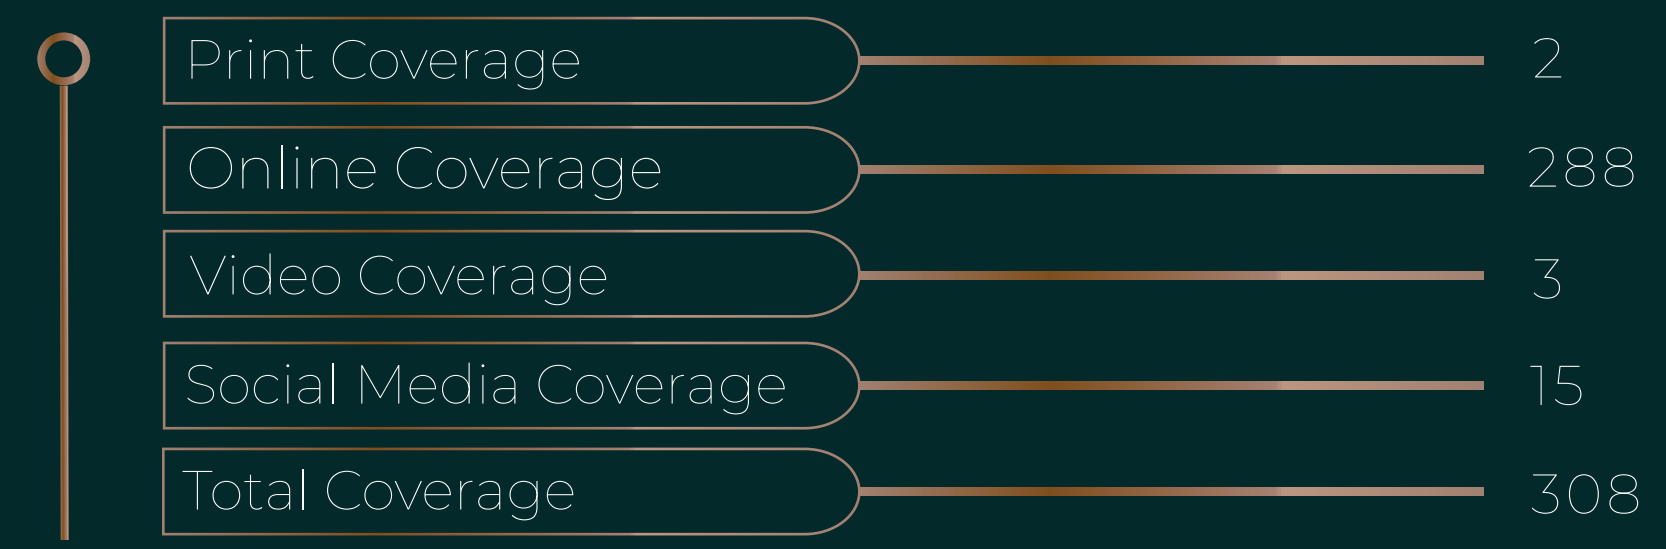 Print Coverage 2
Online Coverage 288
Video Coverage 3
Social Media Coverage 15
Total Coverage 308